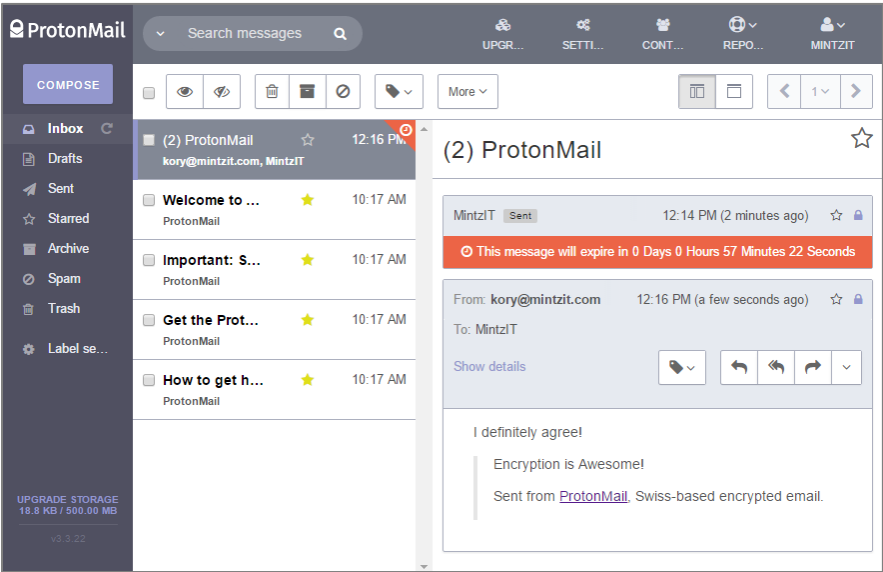 ProtonMail
Search messages
UPGR...
SETTI...
CONT...
REPO...
MINTZIT
COMPOSE
More
1
Inbox
Drafts
Sent
Starred
Archive
Spam
Trash
Label se...
UPGRADE STORAGE
18.8 KB / 500.00 MB
v3.3.22
(2) ProtonMail 12:16 PM
kory@mintzit.com, MintzIT
Welcome to ... 10:17 AM
ProtonMail
Important: S... 10:17 AM
ProtonMail
Get the Prot... 10:17 AM
ProtonMail
How to get h... 10:17 AM
ProtonMail
(2) ProtonMail
MintzIT Sent 12:14 PM (2 minutes ago)
This message will expire in 0 Days 0 Hours 57 Minutes 22 Seconds
From: kory@mintzit.com 12:16 PM (a few seconds ago)
To: MintzIT
Show details
I definitely agree!
Encryption is Awesome!
Sent from ProtonMail, Swiss-based encrypted email.